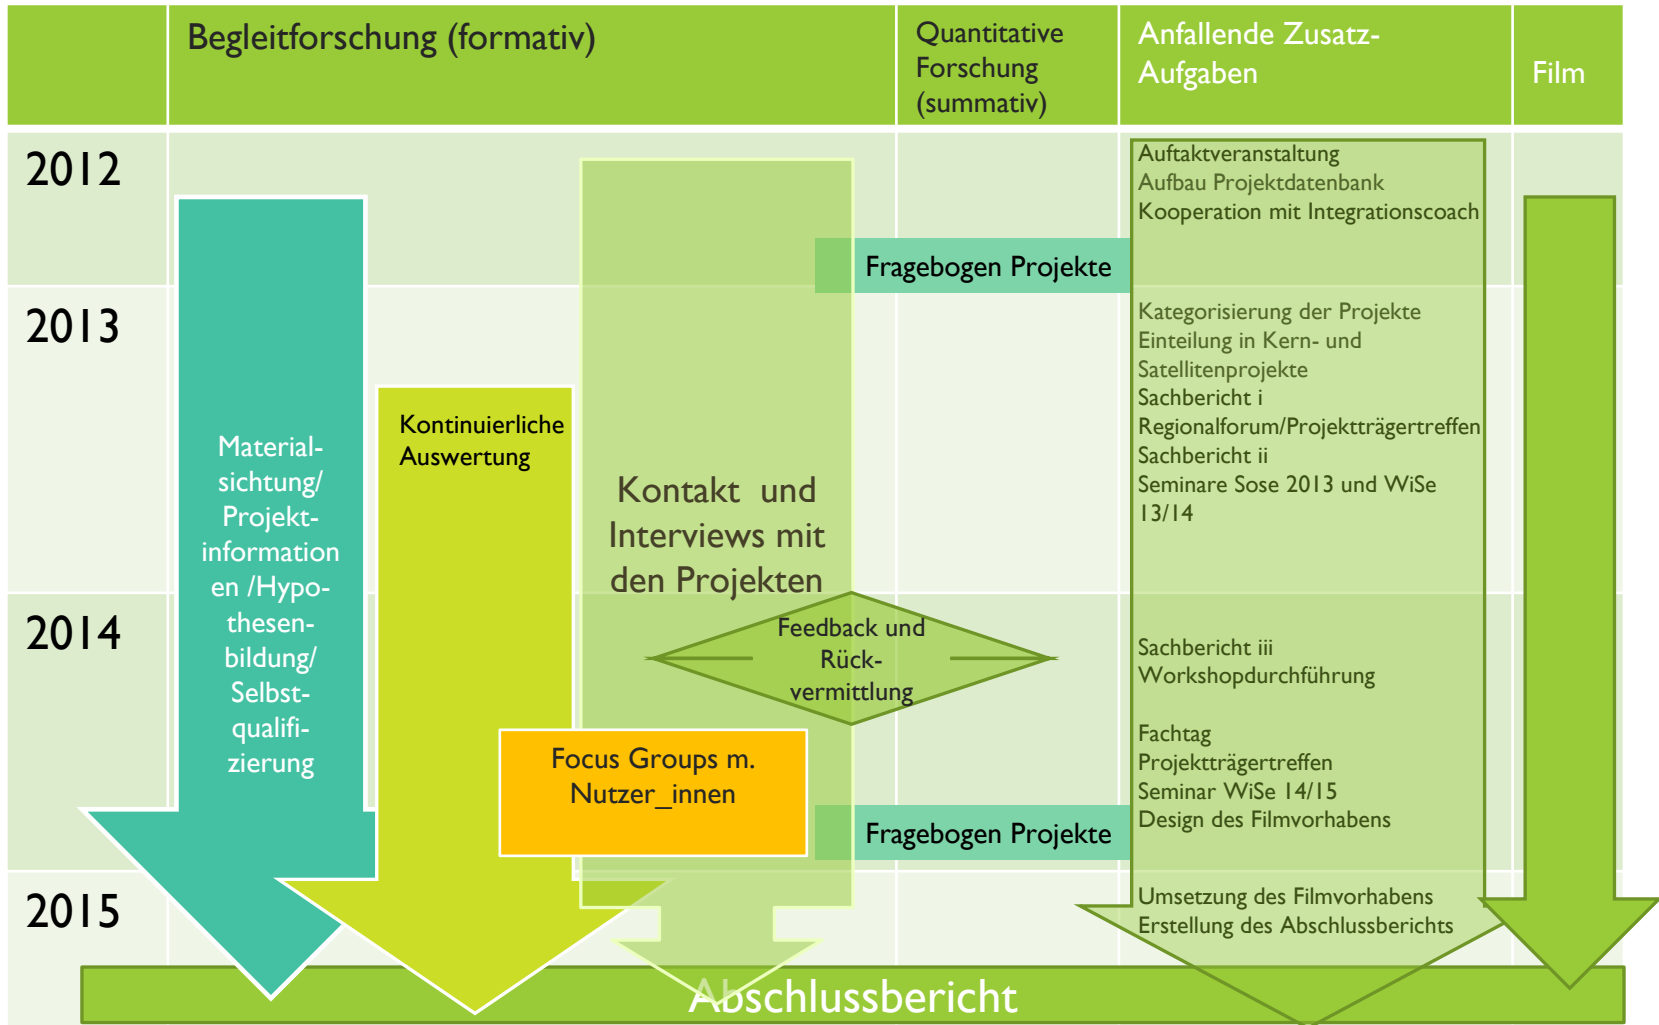 Begleitforschung (formativ)
Quantitative
Forschung
(summativ)
Anfallende Zusatz-
Aufgaben
Film
2012
Auftaktveranstaltung
Aufbau Projektdatenbank
Kooperation mit Integrationscoach
Fragebogen Projekte
2013
Kategorisierung der Projekte
Einteilung in Kern- und
Satellitenprojekte
Sachbericht i
Regionalforum/Projektträgertreffen
Sachbericht ii
Seminare Sose 2013 und WiSe
13/14
Material-
sichtung/
Projekt-
information
en /Hypo-
thesen-
bildung/
Selbst-
qualifi-
zierung
Kontinuierliche
Auswertung
Kontakt und
Interviews mit
den Projekten
2014
Feedback und
Rück-
vermittlung
Sachbericht iii
Workshopdurchführung
Fachtag
Projektträgertreffen
Seminar WiSe 14/15
Design des Filmvorhabens
Focus Groups m.
Nutzer_innen
Fragebogen Projekte
2015
Umsetzung des Filmvorhabens
Erstellung des Abschlussberichts
Abschlussbericht